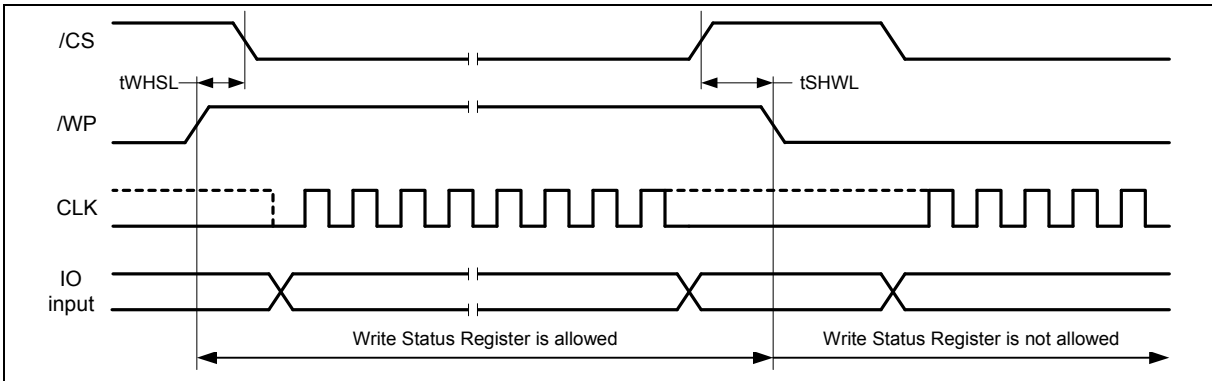 /CS
tWHSL
tSHWL
/WP
CLK
IO
input
Write Status Register is allowed
Write Status Register is not allowed